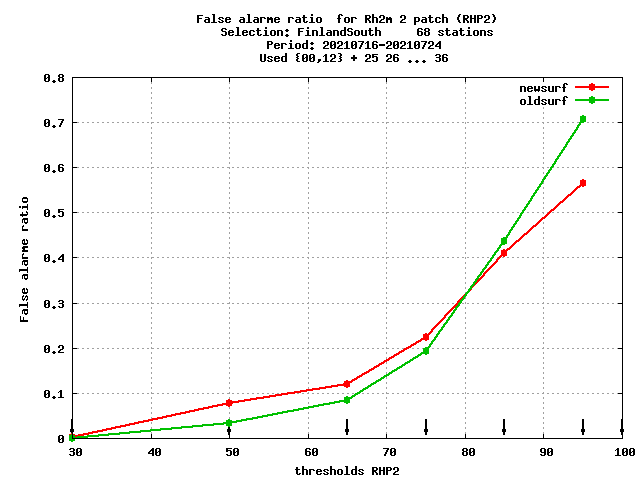 False alarme ratio  for Rh2m 2 patch (RHP2)
Selection: FinlandSouth     68 stations
Period: 20210716-20210724
Used {00,12} + 25 26 ... 36
newsurf
oldsurf
0.8
0.7
0.6
0.5
0.4
0.3
0.2
0.1
0
False alarme ratio
30 40 50 60 70 80 90 100
thresholds RHP2